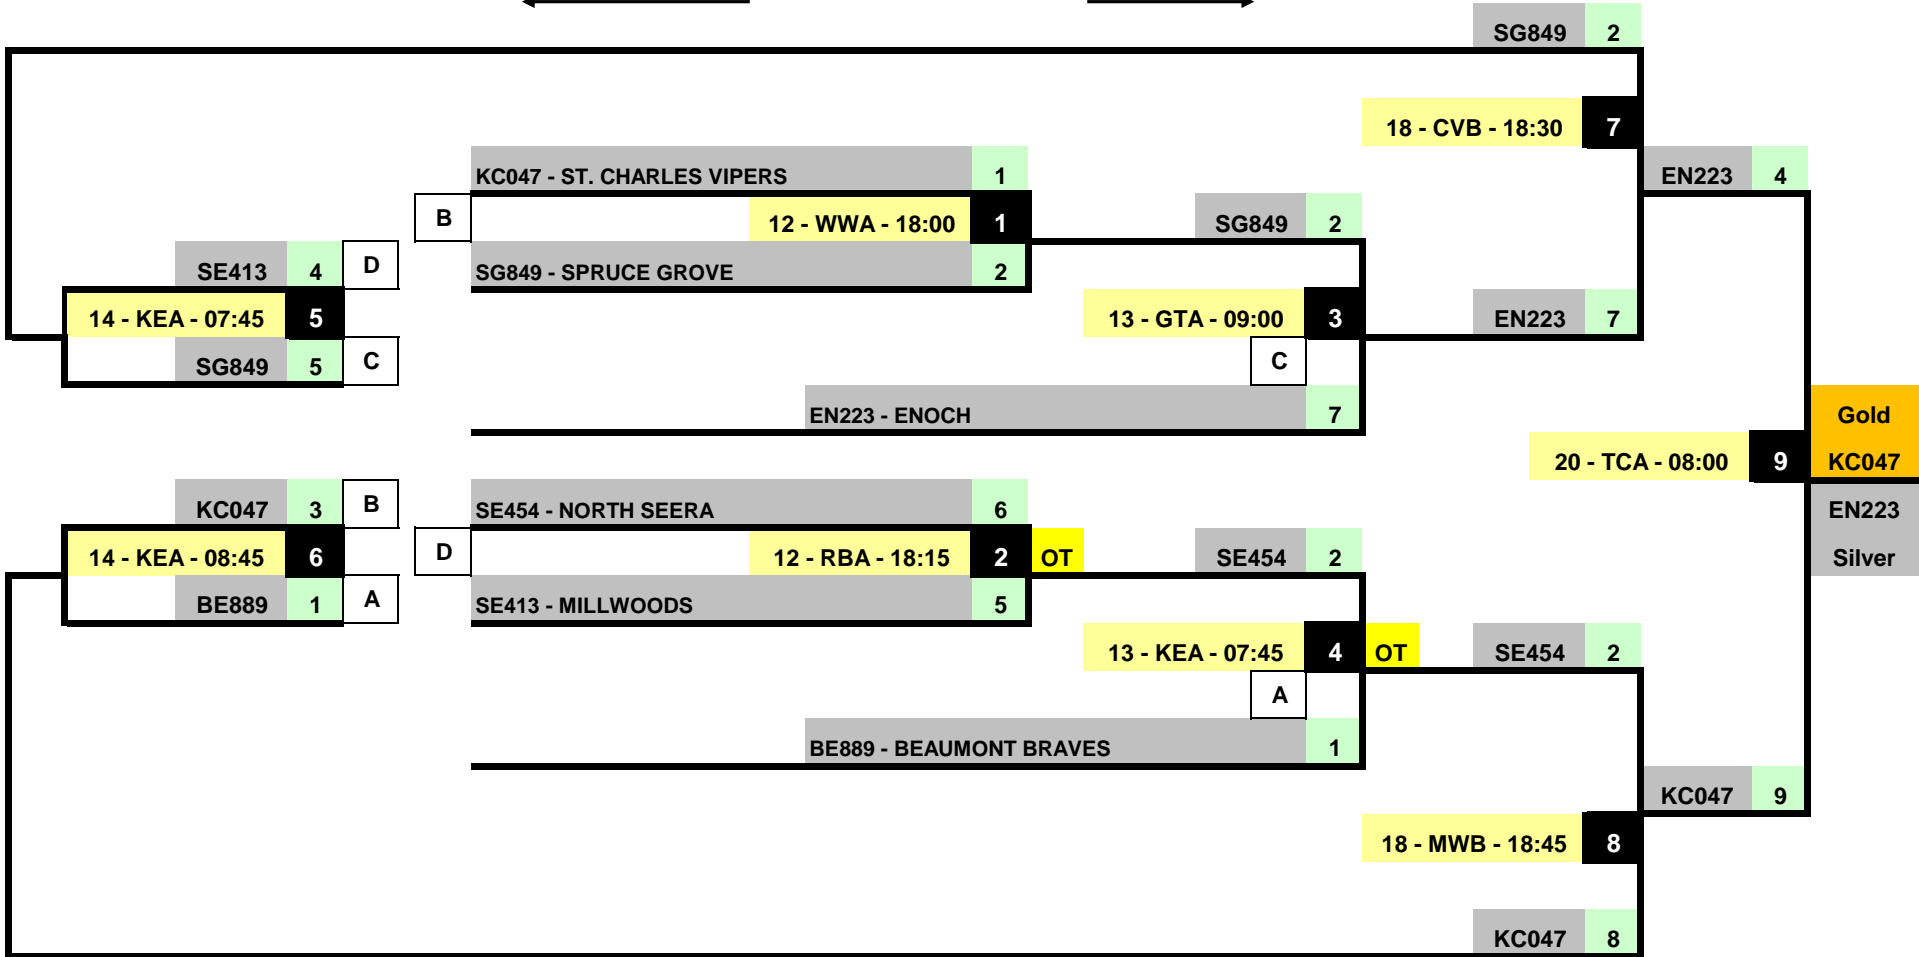 SG849 2
18 - CVB - 18:30 7
KC047 - ST. CHARLES VIPERS 1
EN223 4
B 12 - WWA - 18:00 1
SG849 2
SE413 4 D
SG849 - SPRUCE GROVE 2
14 - KEA - 07:45 5
13 - GTA - 09:00 3
EN223 7
SG849 5 C
C
EN223 - ENOCH 7
Gold
20 - TCA - 08:00 9
KC047
KC047 3 B
SE454 - NORTH SEERA 6
EN223
14 - KEA - 08:45 6
D 12 - RBA - 18:15 2 OT
SE454 2
Silver
BE889 1 A
SE413 - MILLWOODS 5
13 - KEA - 07:45 4 OT
SE454 2
A
BE889 - BEAUMONT BRAVES 1
KC047 9
18 - MWB - 18:45 8
KC047 8